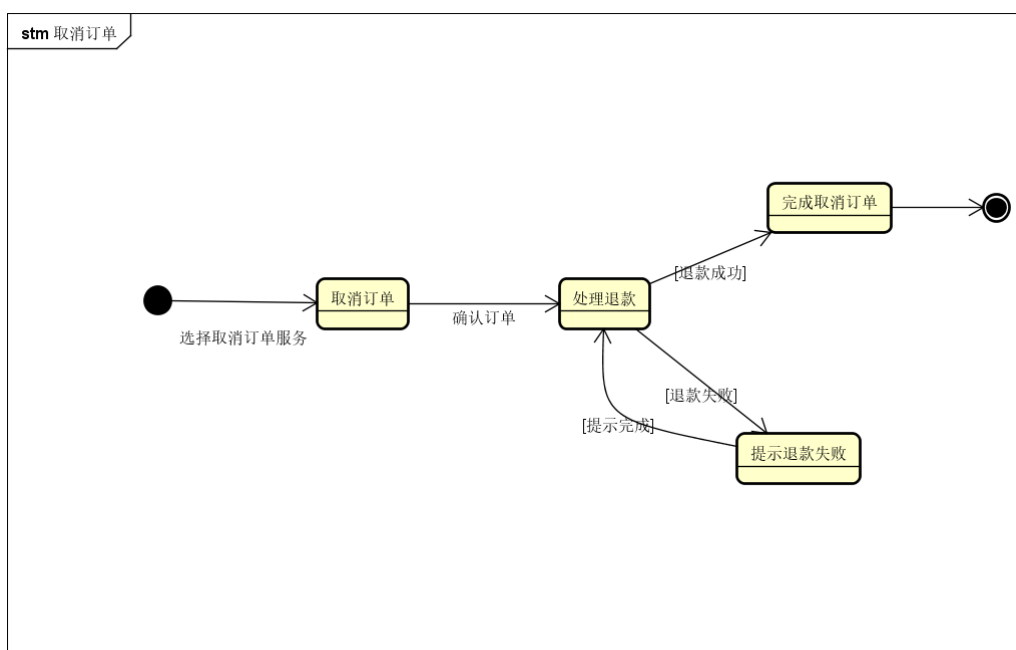 stm 取消订单
完成取消订单
[退款成功]
取消订单
处理退款
确认订单
选择取消订单服务
[退款失败]
[提示完成]
提示退款失败